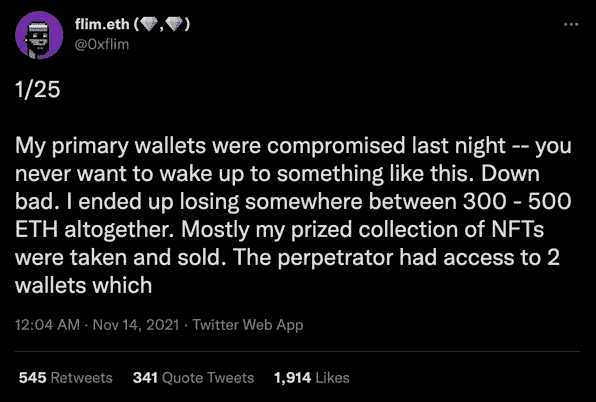 flim.eth (💎,💎)
@0xflim
1/25
My primary wallets were compromised last night -- you
never want to wake up to something like this. Down
bad. I ended up losing somewhere between 300 - 500
ETH altogether. Mostly my prized collection of NFTs
were taken and sold. The perpetrator had access to 2
wallets which
12:04 AM · Nov 14, 2021 · Twitter Web App
545 Retweets 341 Quote Tweets 1,914 Likes